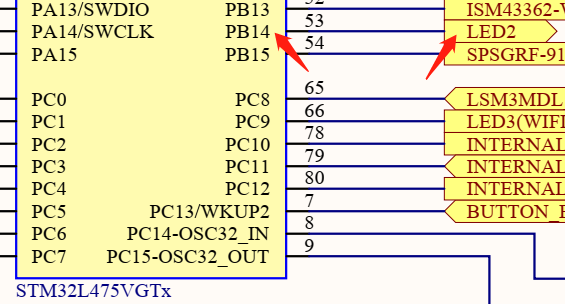 PA13/SWDIO PB13 ISM43362-
PA14/SWCLK PB14 53 LED2
PA15 PB15 54 SPSGRF-91
PC0 PC8 65 LSM3MDL
PC1 PC9 66 LED3(WIFI
PC2 PC10 78 INTERNAL
PC3 PC11 79 INTERNAL
PC4 PC12 80 INTERNAL
PC5 PC13/WKUP2 7 BUTTON_
PC6 PC14-OSC32_IN 8
PC7 PC15-OSC32_OUT 9
STM32L475VGTx